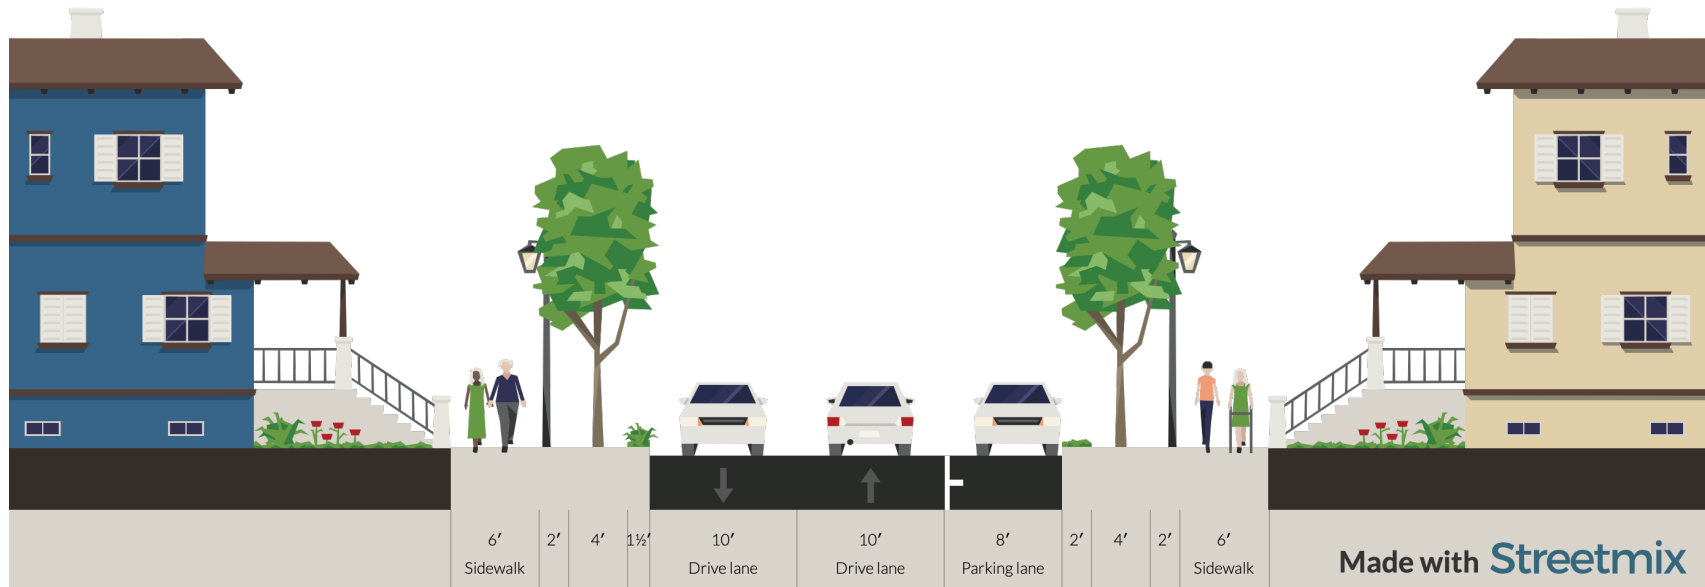 6′ 2′ 4′ 1½′ 10′ 10′ 8′ 2′ 4′ 2′ 6′
Sidewalk Drive lane Drive lane Parking lane Sidewalk
Made with Streetmix